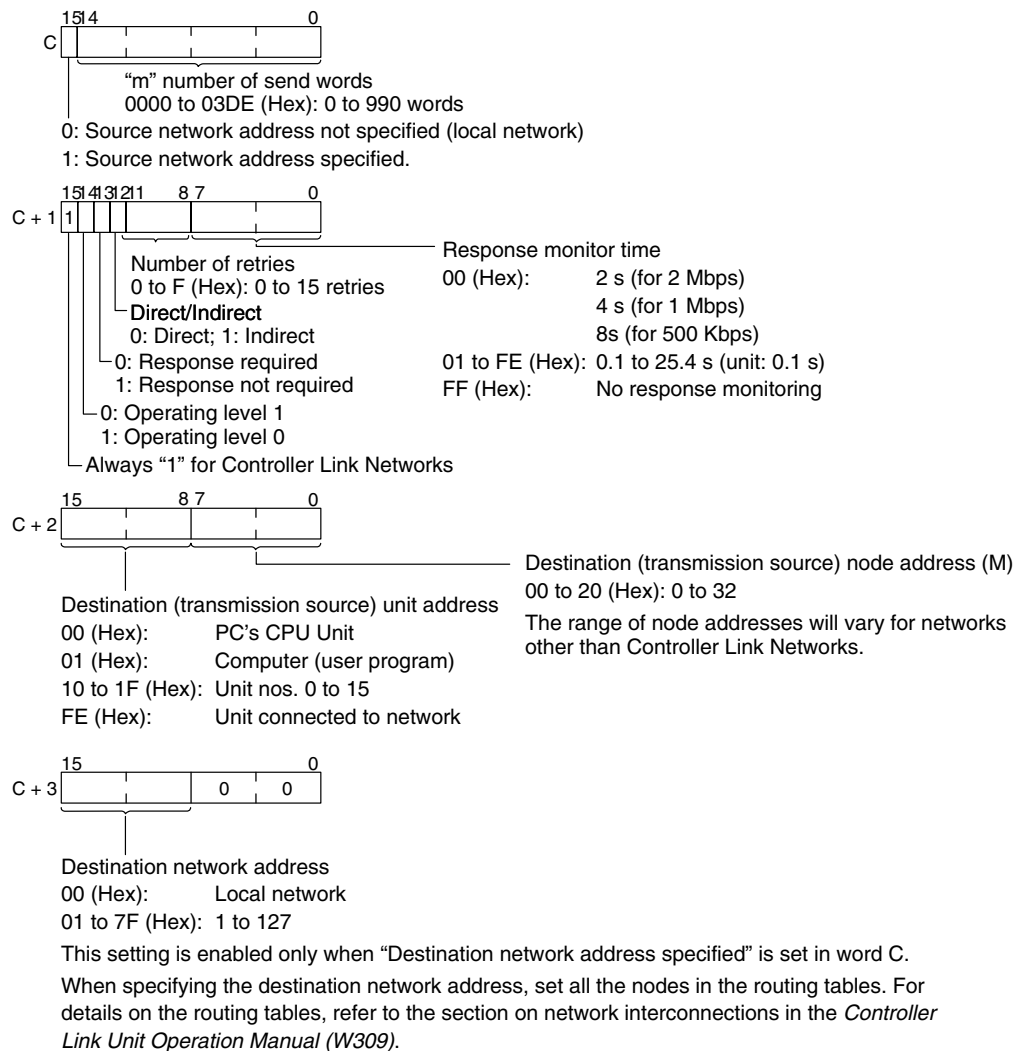 1514 0
C
“m” number of send words
0000 to 03DE (Hex): 0 to 990 words
0: Source network address not specified (local network)
1: Source network address specified.
1514131211 8 7 0
C + 1 1
Number of retries
0 to F (Hex): 0 to 15 retries
Direct/Indirect
0: Direct; 1: Indirect
0: Response required
1: Response not required
0: Operating level 1
1: Operating level 0
Always “1” for Controller Link Networks
Response monitor time
00 (Hex): 2 s (for 2 Mbps)
4 s (for 1 Mbps)
8s (for 500 Kbps)
01 to FE (Hex): 0.1 to 25.4 s (unit: 0.1 s)
FF (Hex): No response monitoring
15 8 7 0
C + 2
Destination (transmission source) unit address
00 (Hex): PC's CPU Unit
01 (Hex): Computer (user program)
10 to 1F (Hex): Unit nos. 0 to 15
FE (Hex): Unit connected to network
Destination (transmission source) node address (M)
00 to 20 (Hex): 0 to 32
The range of node addresses will vary for networks
other than Controller Link Networks.
15 0
C + 3 0 0
Destination network address
00 (Hex): Local network
01 to 7F (Hex): 1 to 127
This setting is enabled only when “Destination network address specified” is set in word C.
When specifying the destination network address, set all the nodes in the routing tables. For
details on the routing tables, refer to the section on network interconnections in the Controller
Link Unit Operation Manual (W309).